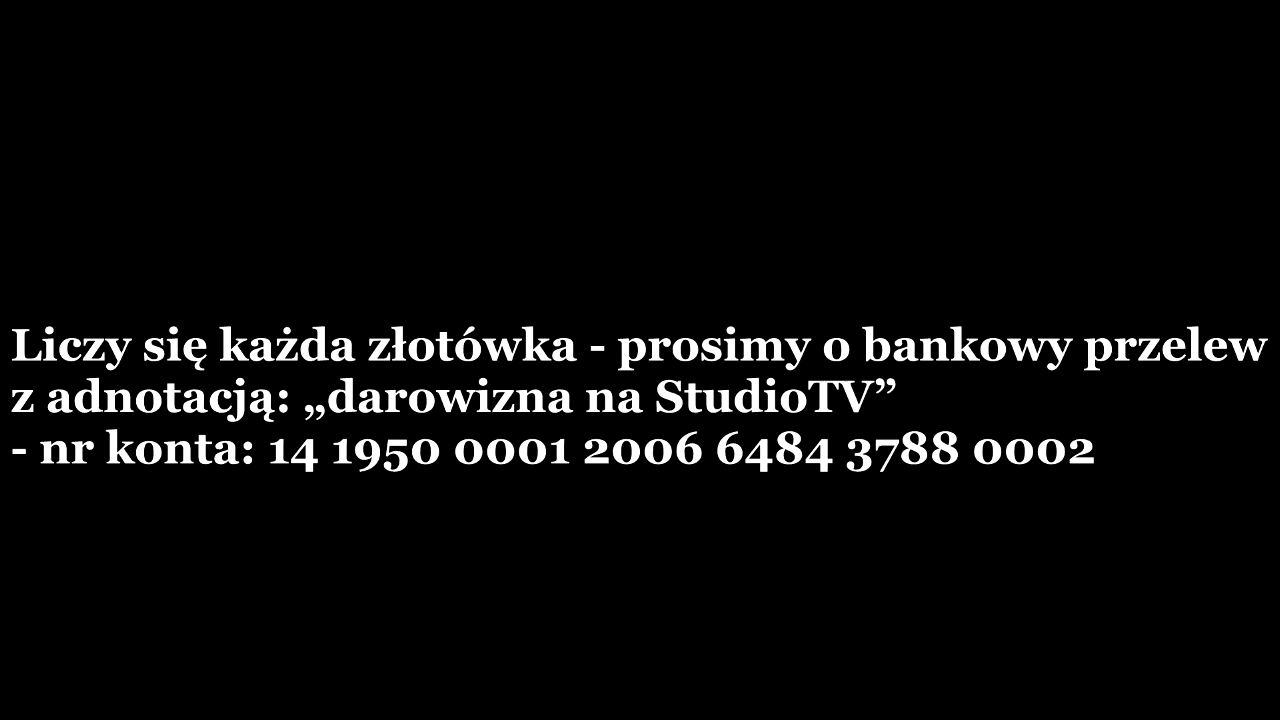 Liczy się każda złotówka - prosimy o bankowy przelew
z adnotacją: „darowizna na StudioTV”
- nr konta: 14 1950 0001 2006 6484 3788 0002